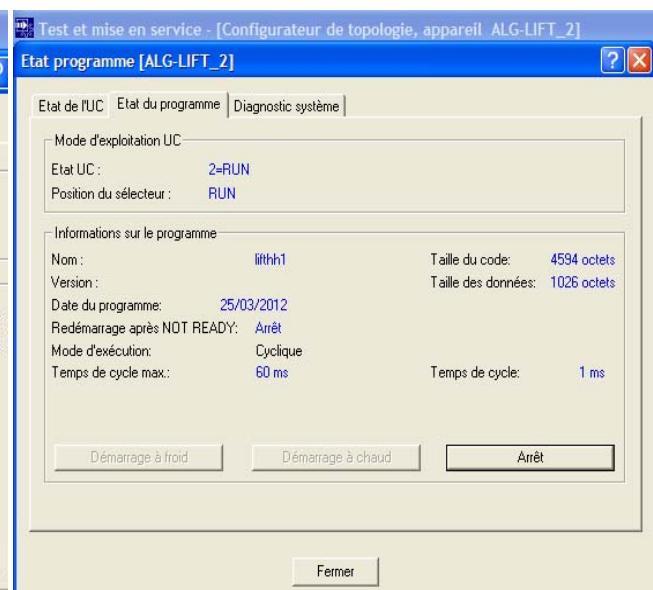 Test et mise en service - [Configurateur de topologie, appareil ALG-LIFT_2]
Etat programme [ALG-LIFT_2]
Etat de l'UC Etat du programme Diagnostic système
Mode d'exploitation UC
Etat UC : 2=RUN
Position du sélecteur : RUN
Informations sur le programme
Nom : lifthh1 Taille du code: 4594 octets
Version : Taille des données: 1026 octets
Date du programme: 25/03/2012
Redémarrage après NOT READY: Arrêt
Mode d'exécution: Cyclique
Temps de cycle max.: 60 ms Temps de cycle: 1 ms
Démarrage à froid Démarrage à chaud Arrêt
Fermer